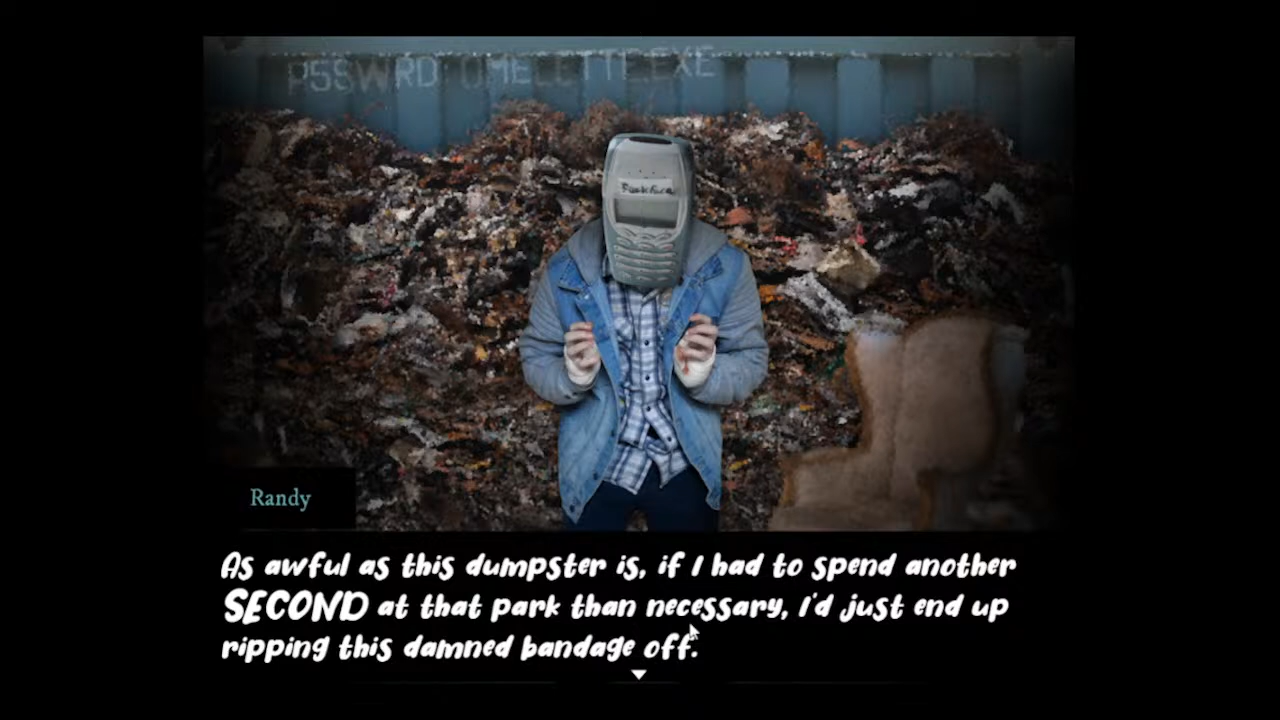 P55WRD OMELETTE.EXE
Randy
As awful as this dumpster is, if I had to spend another
SECOND at that park than necessary, I'd just end up
ripping this damned bandage off.